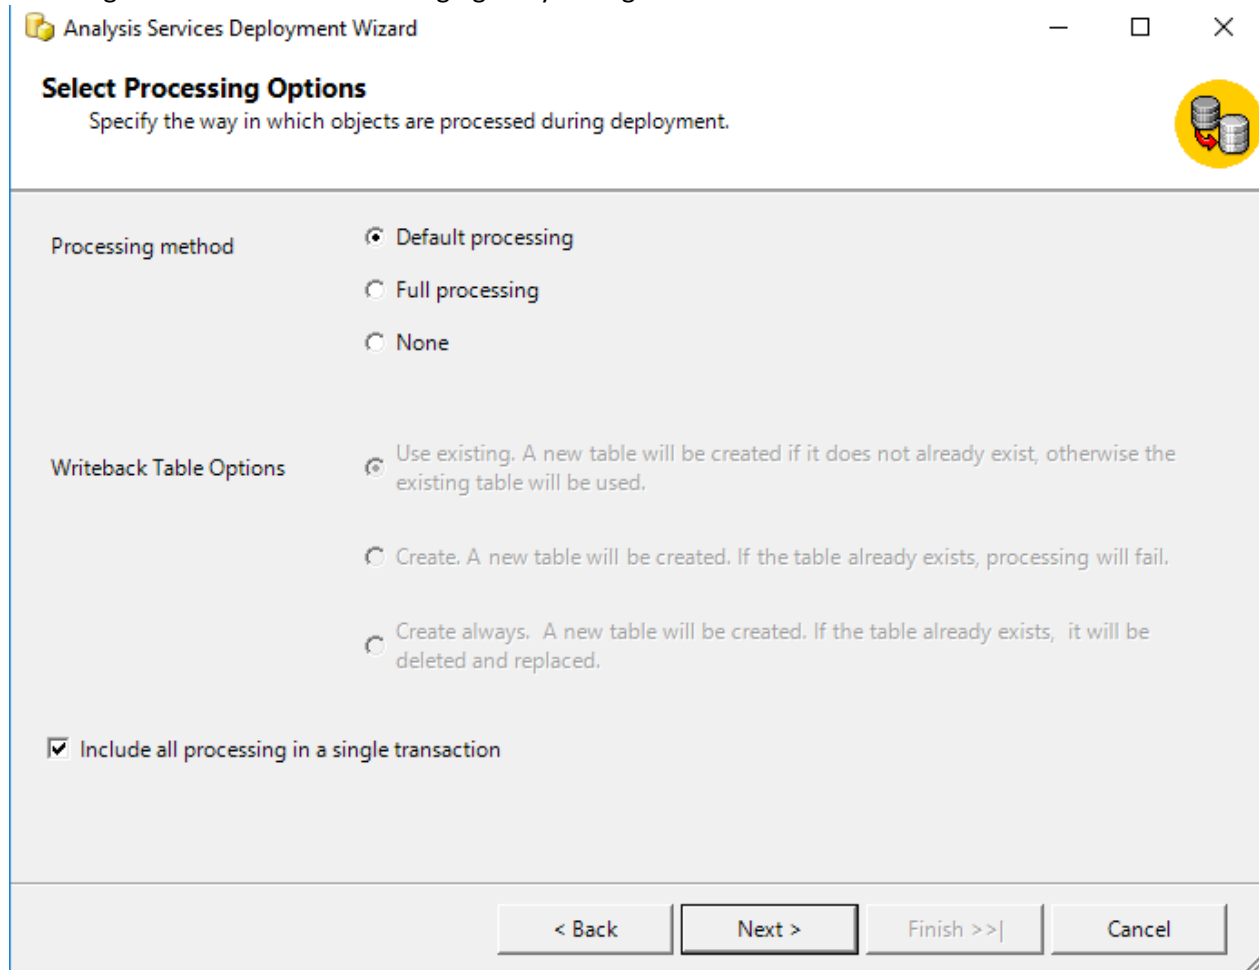 Analysis Services Deployment Wizard
Select Processing Options
Specify the way in which objects are processed during deployment.
Processing method
Default processing
Full processing
None
Writeback Table Options
Use existing. A new table will be created if it does not already exist, otherwise the
existing table will be used.
Create. A new table will be created. If the table already exists, processing will fail.
Create always.  A new table will be created. If the table already exists,  it will be
deleted and replaced.
Include all processing in a single transaction
< Back
Next >
Finish >>|
Cancel